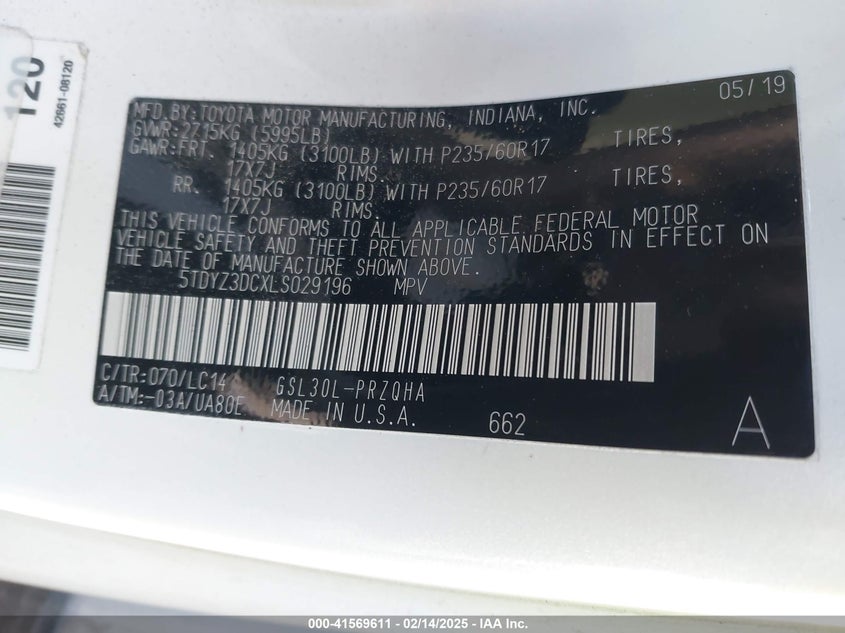 120
42661-08120
05/19
MFD.BY:TOYOTA MOTOR MANUFACTURING, INDIANA, INC.
GVWR:2715KG (5995LB)
GAWR:FRT 1405KG (3100LB) WITH P235/60R17 TIRES,
17X7J RIMS.
RR. 1405KG (3100LB) WITH P235/60R17 TIRES,
17X7J RIMS.
THIS VEHICLE CONFORMS TO ALL APPLICABLE FEDERAL MOTOR
VEHICLE SAFETY AND THEFT PREVENTION STANDARDS IN EFFECT ON
THE DATE OF MANUFACTURE SHOWN ABOVE.
5TDYZ3DCXLS029196 MPV
C/TR:070/LC14 GSL30L-PRZQHA
A/TM:-03A/UA80E MADE IN U.S.A. 662 A
000-41569611 - 02/14/2025 - IAA Inc.